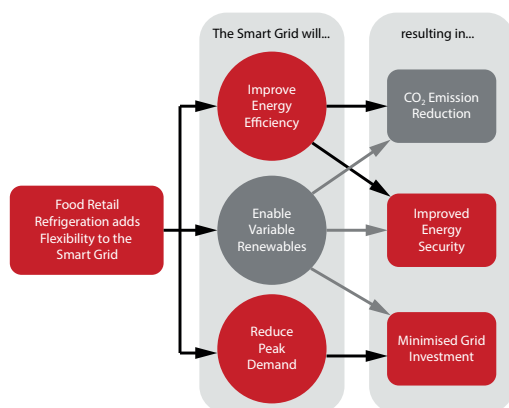 The Smart Grid will...
resulting in...
Food Retail
Refrigeration adds
Flexibility to the
Smart Grid
Improve
Energy
Efficiency
Enable
Variable
Renewables
Reduce
Peak
Demand
CO₂ Emission
Reduction
Improved
Energy
Security
Minimised Grid
Investment